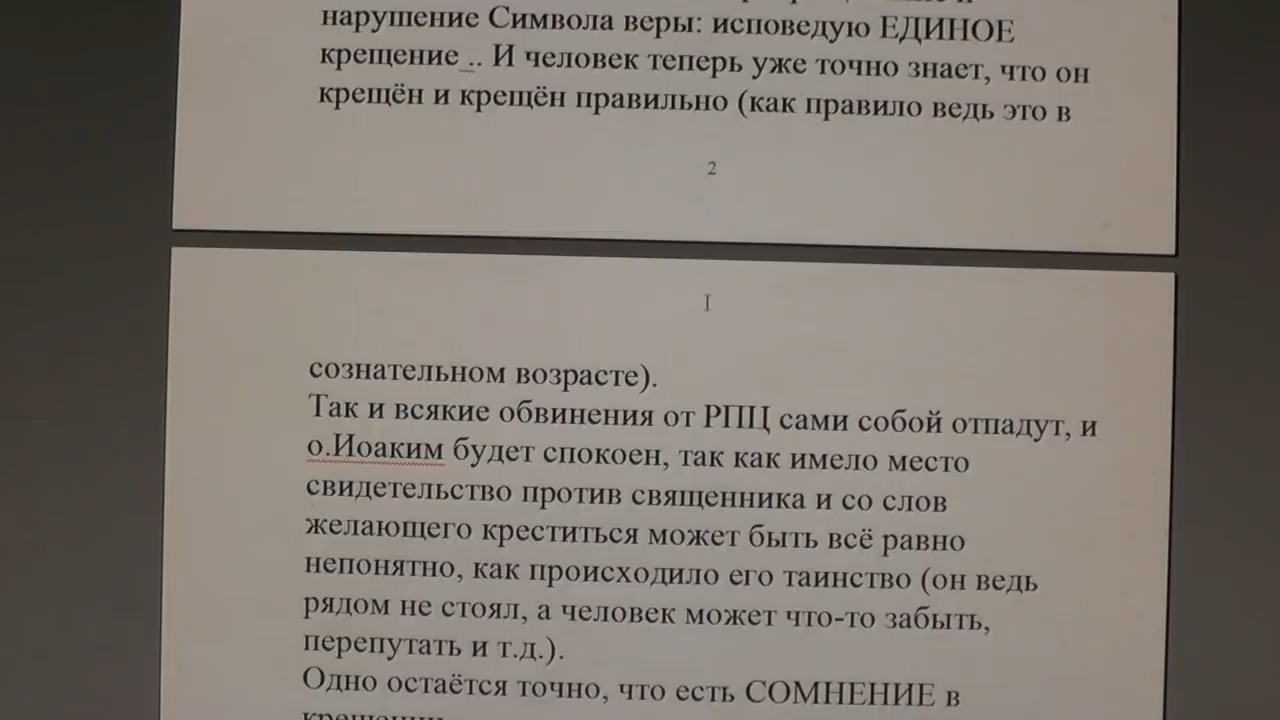 нарушение Символа веры: исповедую ЕДИНОЕ
крещение .. И человек теперь уже точно знает, что он
крещён и крещён правильно (как правило ведь это в
2
сознательном возрасте).
Так и всякие обвинения от РПЦ сами собой отпадут, и
о.Иоаким будет спокоен, так как имело место
свидетельство против священника и со слов
желающего креститься может быть всё равно
непонятно, как происходило его таинство (он ведь
рядом не стоял, а человек может что-то забыть,
перепутать и т.д.).
Одно остаётся точно, что есть СОМНЕНИЕ в